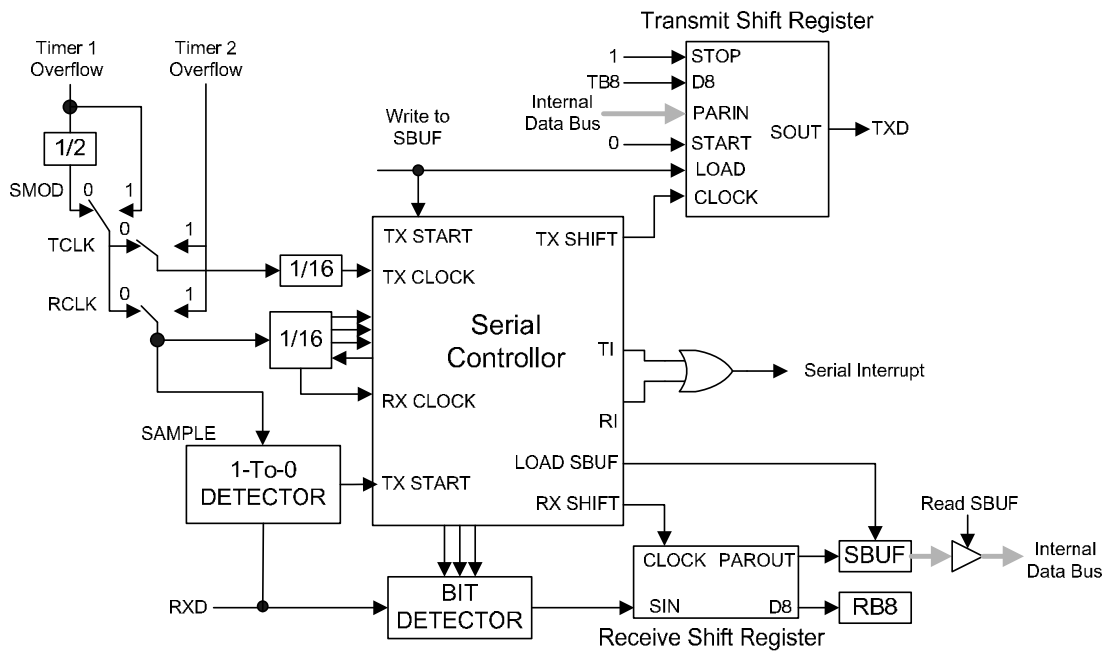 Transmit Shift Register
Timer 1
Overflow
Timer 2
Overflow
1
STOP
TB8
D8
Internal
Data Bus
PARIN
SOUT
TXD
0
START
LOAD
CLOCK
Write to
SBUF
1/2
SMOD
0
1
TCLK
0
1
RCLK
0
1
1/16
1/16
TX START
TX SHIFT
TX CLOCK
Serial
Controllor
TI
RI
Serial Interrupt
RX CLOCK
LOAD SBUF
TX START
RX SHIFT
SAMPLE
1-To-0
DETECTOR
RXD
BIT
DETECTOR
CLOCK
PAROUT
SIN
D8
Receive Shift Register
SBUF
RB8
Read SBUF
Internal
Data Bus